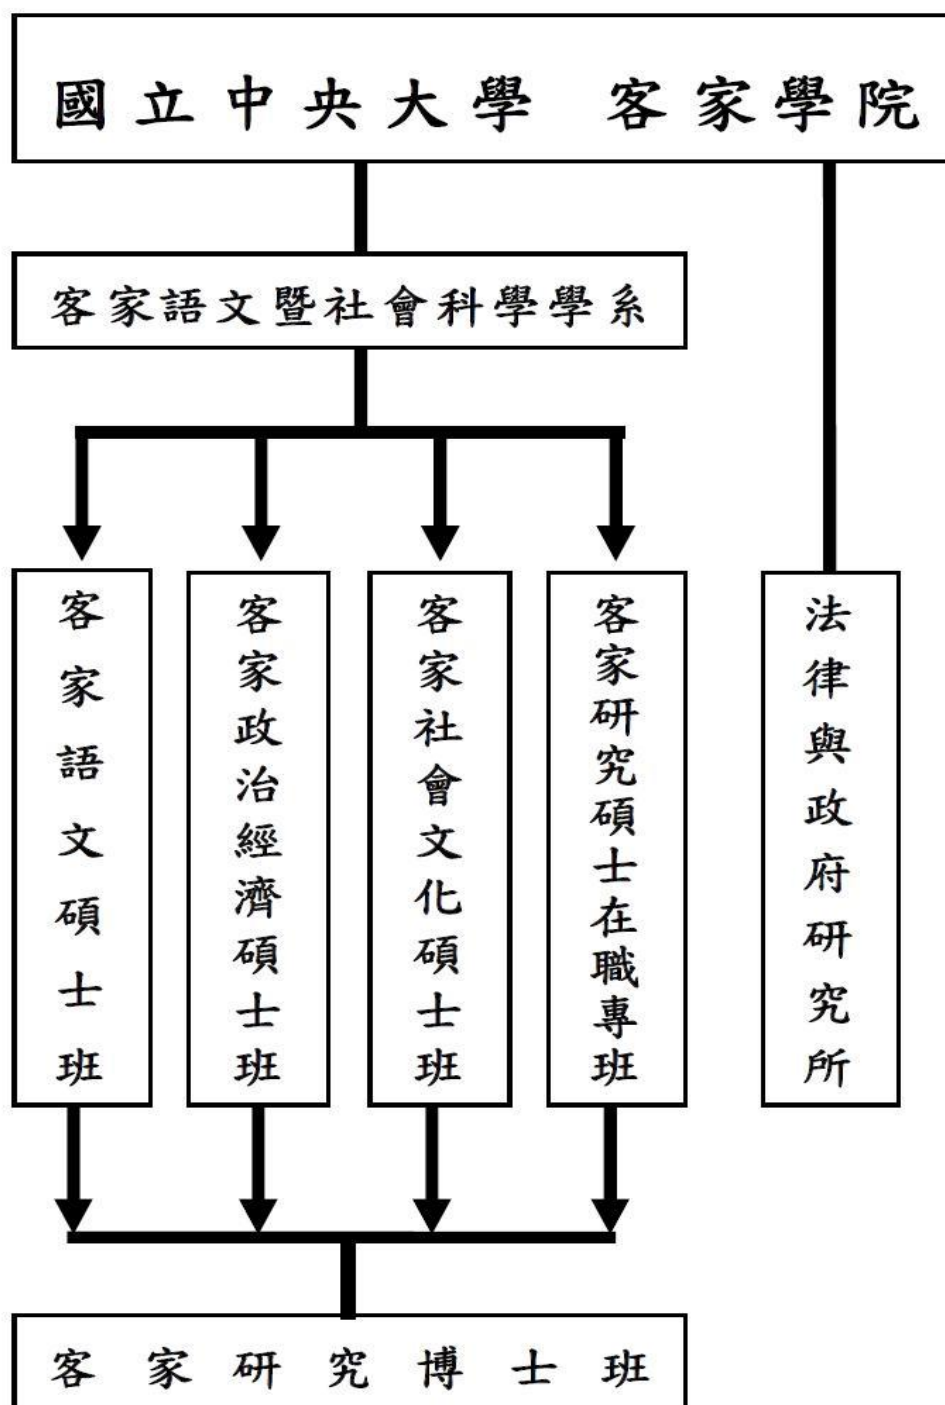 國立中央大學 客家學院
客家語文暨社會科學學系
客家語文碩士班
客家政治經濟碩士班
客家社會文化碩士班
客家研究碩士在職專班
法律與政府研究所
客家研究博士班